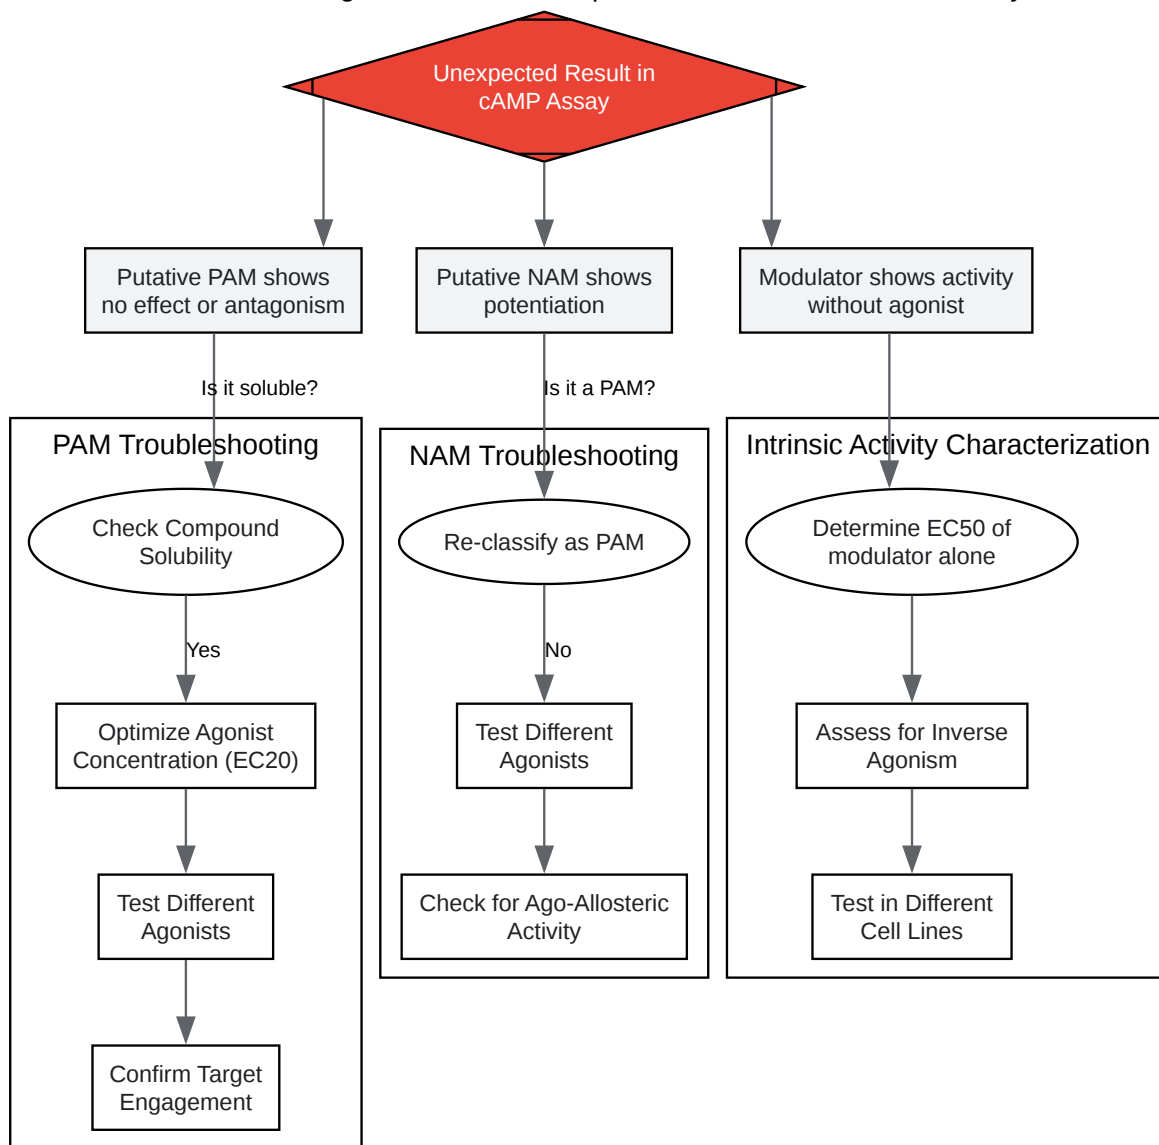 Unexpected Result in
cAMP Assay
Putative PAM shows
no effect or antagonism
Putative NAM shows
potentiation
Modulator shows activity
without agonist
Is it soluble?
Is it a PAM?
PAM Troubleshooting
NAM Troubleshooting
Intrinsic Activity Characterization
Check Compound
Solubility
Re-classify as PAM
Determine EC50 of
modulator alone
Yes
No
Optimize Agonist
Concentration (EC20)
Test Different
Agonists
Assess for Inverse
Agonism
Test Different
Agonists
Check for Ago-Allosteric
Activity
Test in Different
Cell Lines
Confirm Target
Engagement